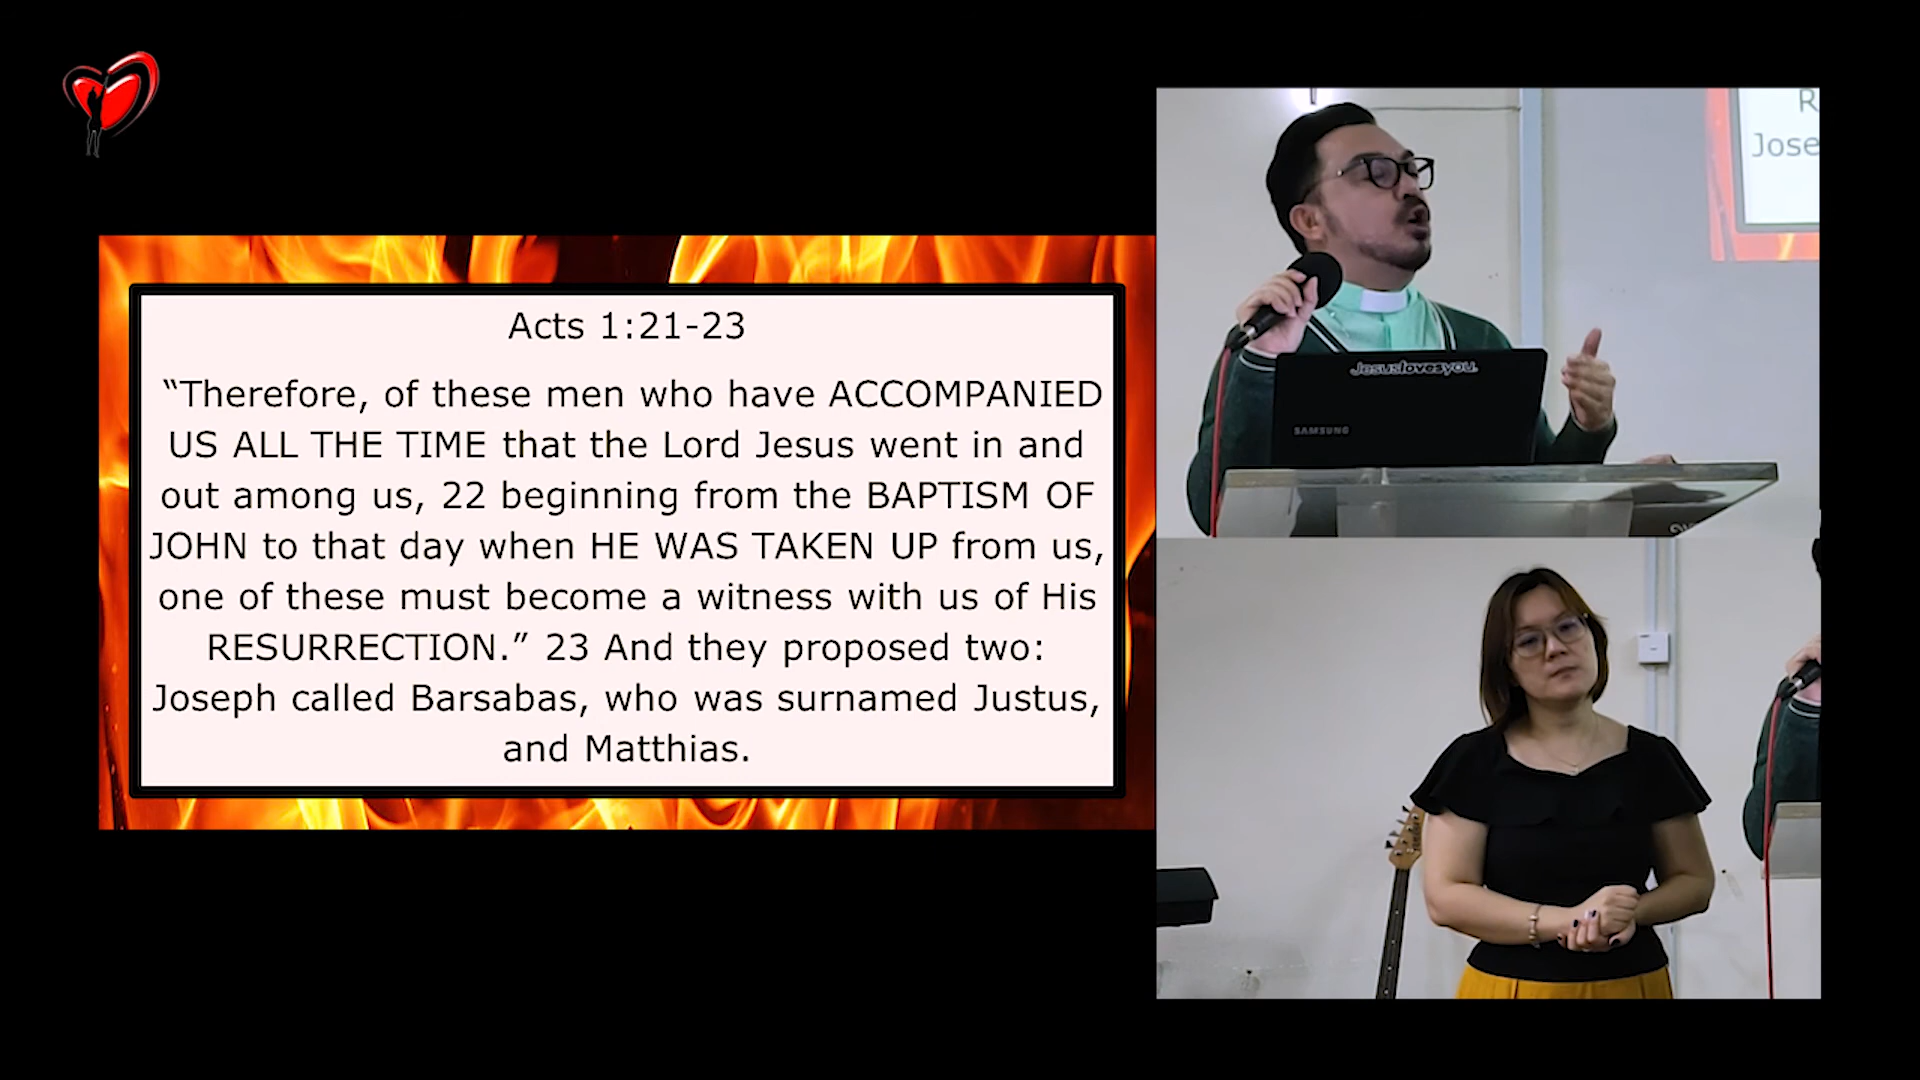 Acts 1:21-23
“Therefore, of these men who have ACCOMPANIED
US ALL THE TIME that the Lord Jesus went in and
out among us, 22 beginning from the BAPTISM OF
JOHN to that day when HE WAS TAKEN UP from us,
one of these must become a witness with us of His
RESURRECTION.” 23 And they proposed two:
Joseph called Barsabas, who was surnamed Justus,
and Matthias.
R
Jose
Jesuslovesyou.
SAMSUNG